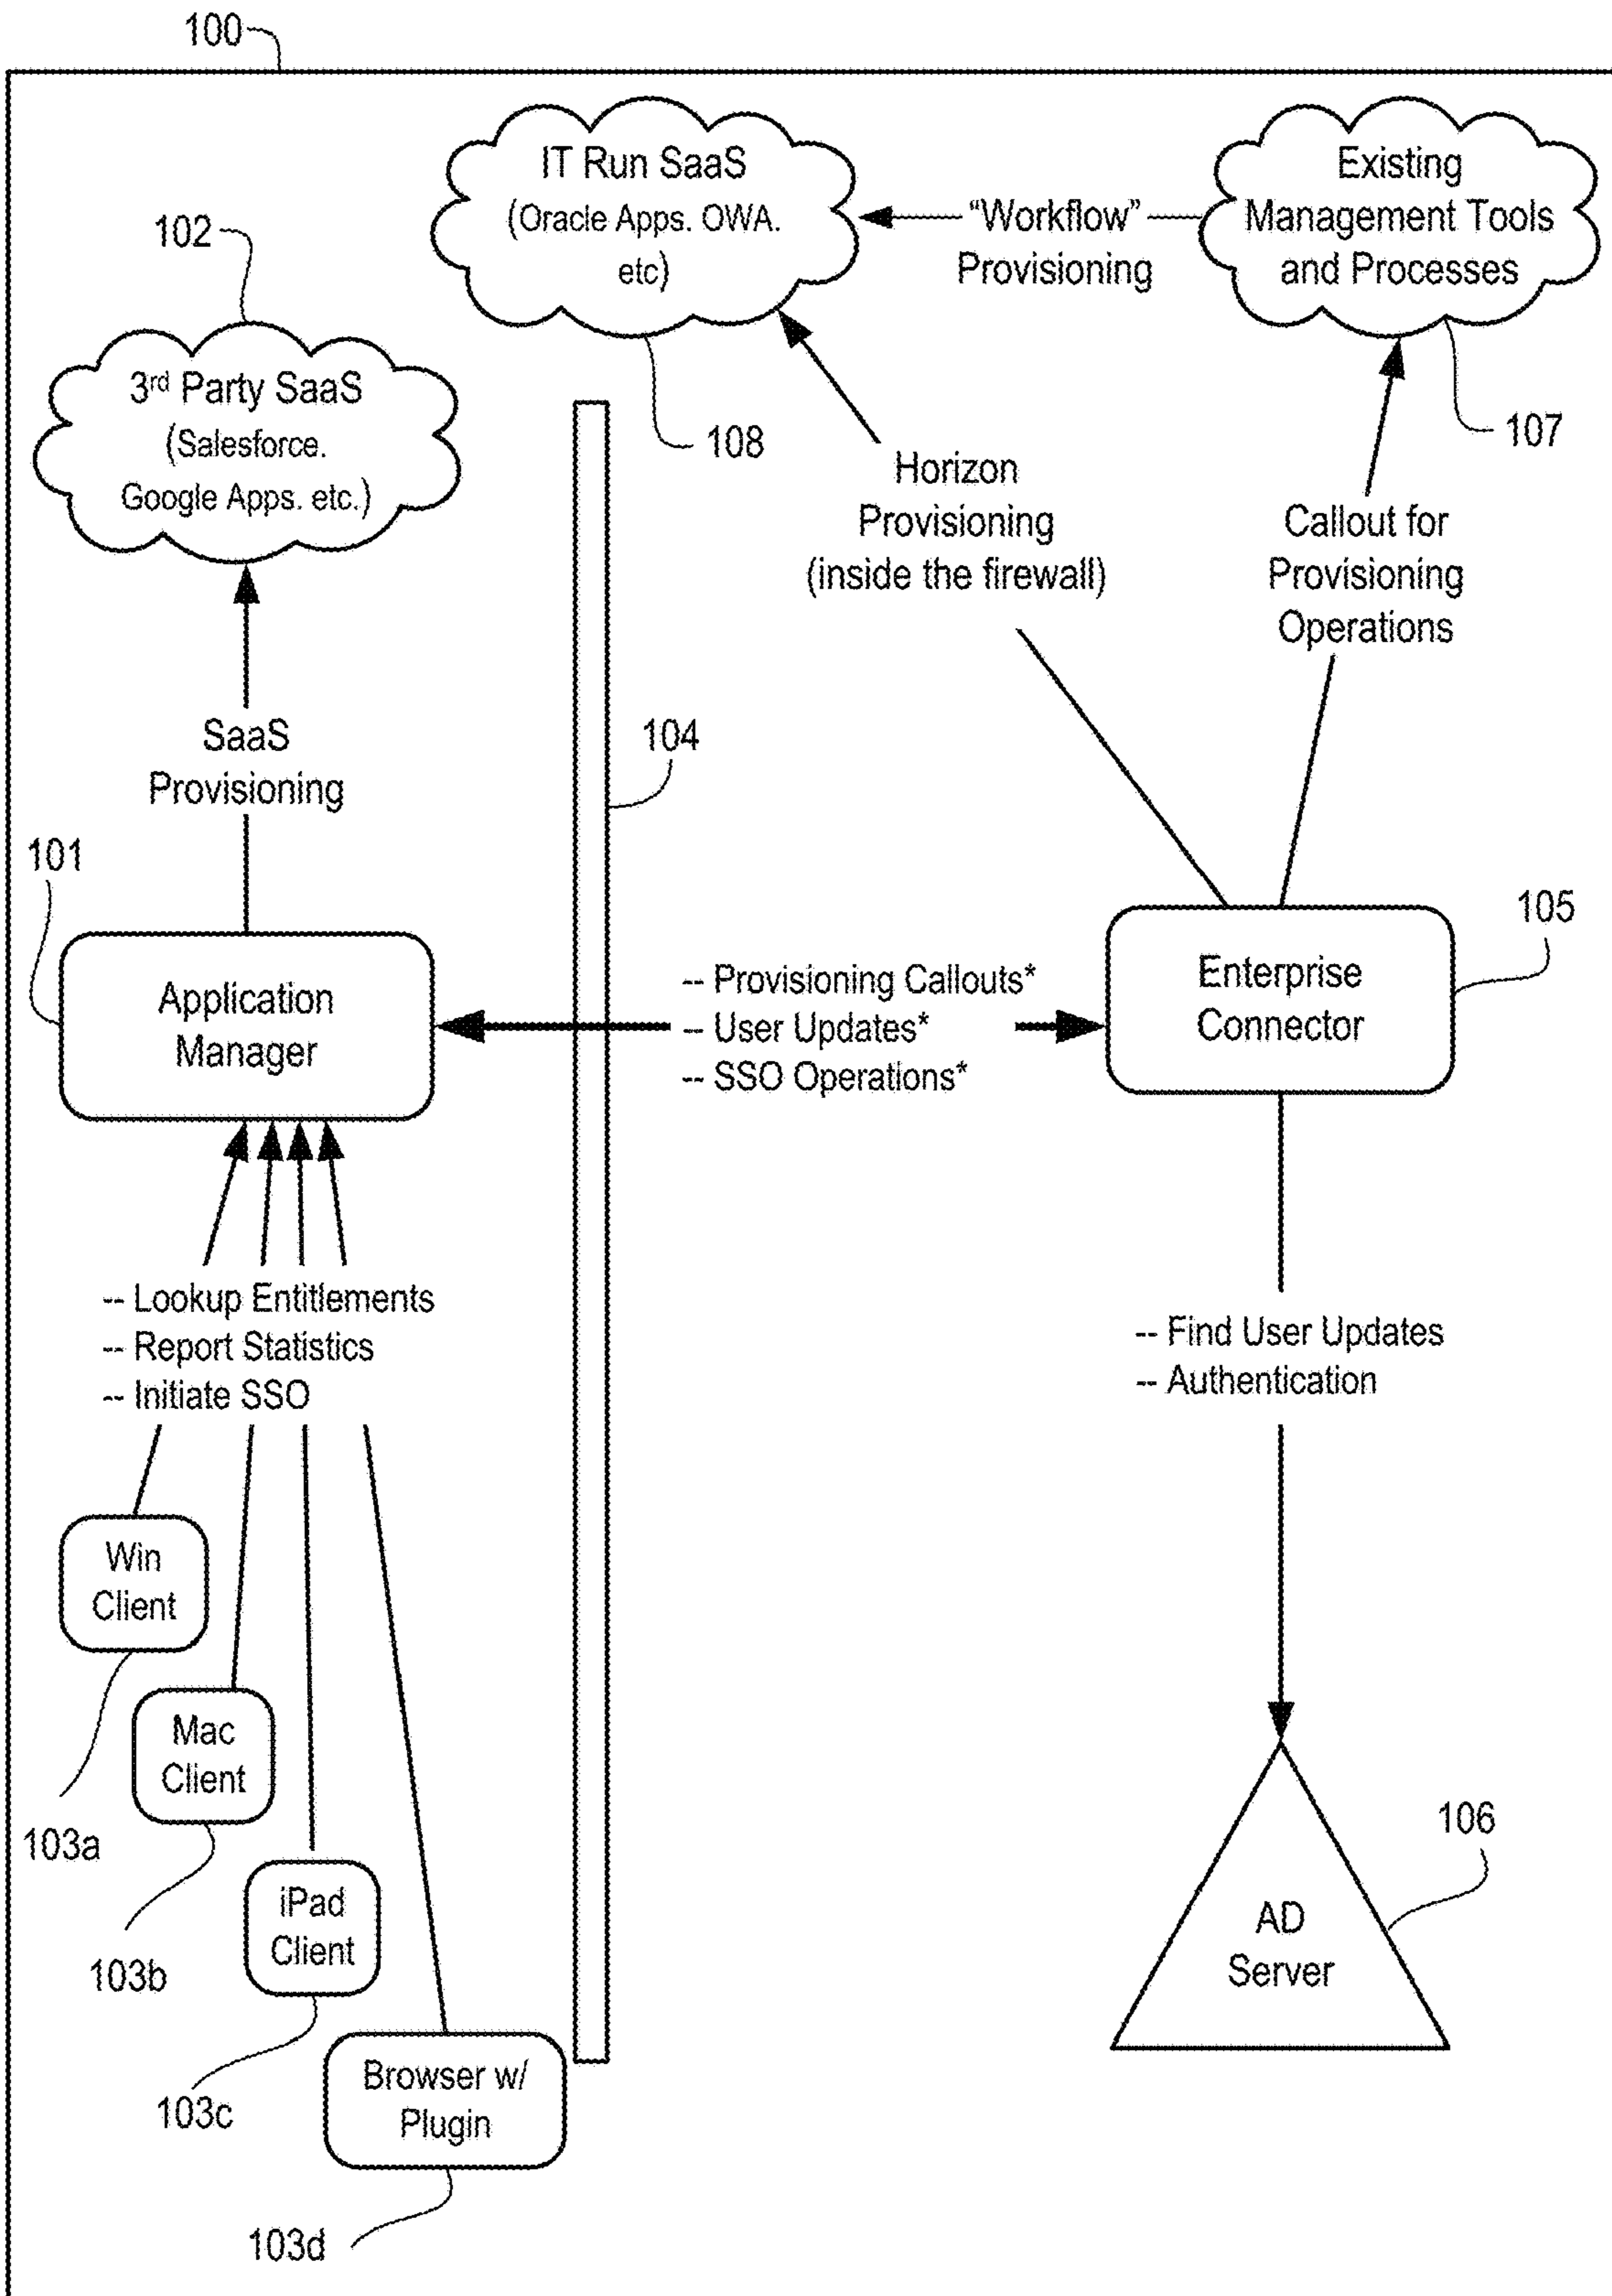 100
IT Run SaaS
(Oracle Apps. OWA.
etc)
"Workflow"
Provisioning
Existing
Management Tools
and Processes
102
3rd Party SaaS
(Salesforce.
Google Apps. etc.)
108
107
Horizon
Provisioning
(inside the firewall)
Callout for
Provisioning
Operations
SaaS
Provisioning
104
101
Application
Manager
-- Provisioning Callouts*
-- User Updates*
-- SSO Operations*
Enterprise
Connector
105
-- Lookup Entitlements
-- Report Statistics
-- Initiate SSO
-- Find User Updates
-- Authentication
Win
Client
103a
Mac
Client
103b
iPad
Client
103c
Browser w/
Plugin
103d
AD
Server
106